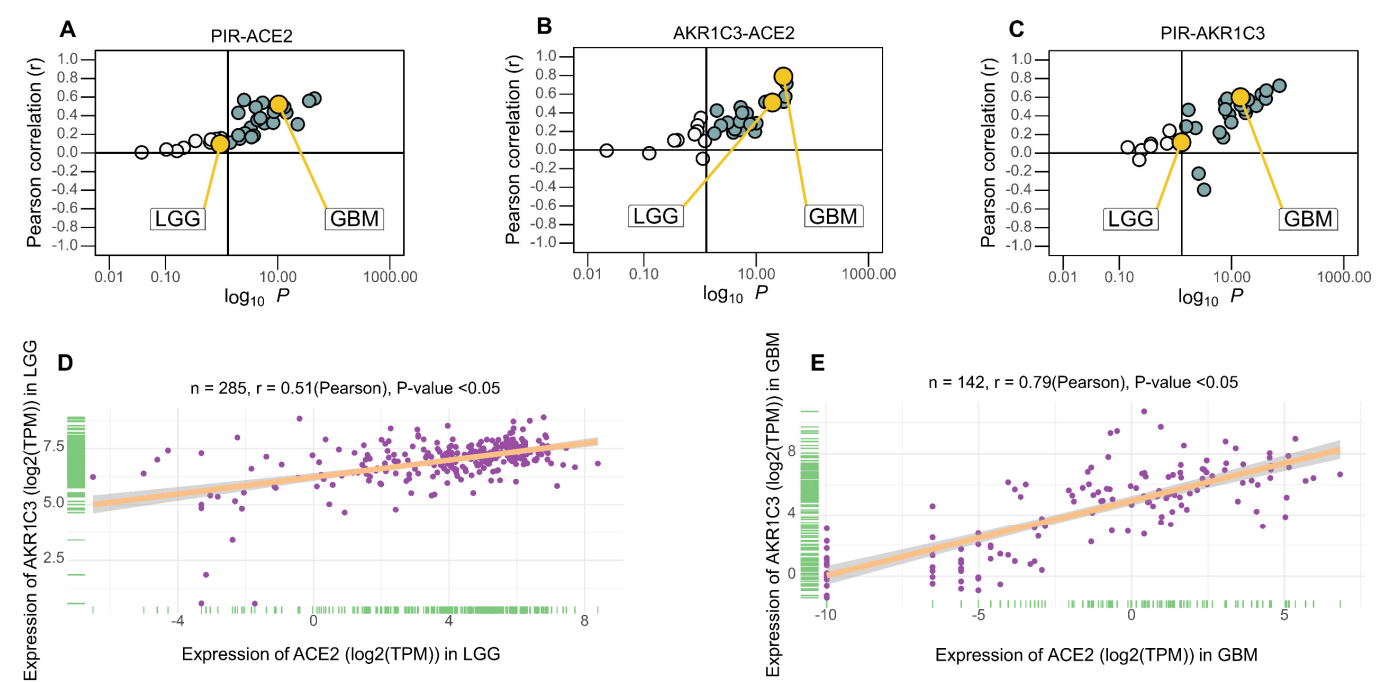 A
PIR-ACE2
Pearson correlation (r)
1.0
0.8
0.6
0.4
0.2
0.0
-0.2
-0.4
-0.6
-0.8
-1.0
LGG
GBM
0.01
0.10
10.00
1000.00
log10 P
B
AKR1C3-ACE2
Pearson correlation (r)
1.0
0.8
0.6
0.4
0.2
0.0
-0.2
-0.4
-0.6
-0.8
-1.0
LGG
GBM
0.01
0.10
10.00
1000.00
log10 P
C
PIR-AKR1C3
Pearson correlation (r)
1.0
0.8
0.6
0.4
0.2
0.0
-0.2
-0.4
-0.6
-0.8
-1.0
LGG
GBM
0.01
0.10
10.00
1000.00
log10 P
D
n = 285, r = 0.51(Pearson), P-value <0.05
Expression of AKR1C3 (log2(TPM)) in LGG
7.5
5.0
2.5
-4
0
4
8
Expression of ACE2 (log2(TPM)) in LGG
E
n = 142, r = 0.79(Pearson), P-value <0.05
Expression of AKR1C3 (log2(TPM)) in GBM
8
4
0
-10
-5
0
5
Expression of ACE2 (log2(TPM)) in GBM